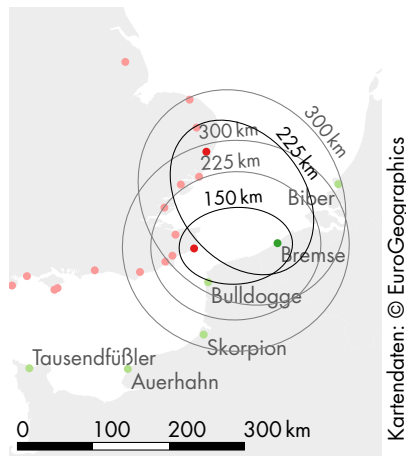 300 km
300 km
225 km
225 km
150 km
Biber
Bremse
Bulldogge
Skorpion
Tausendfüßler
Auerhahn
0 100 200 300 km
Kartendaten: © EuroGeographics